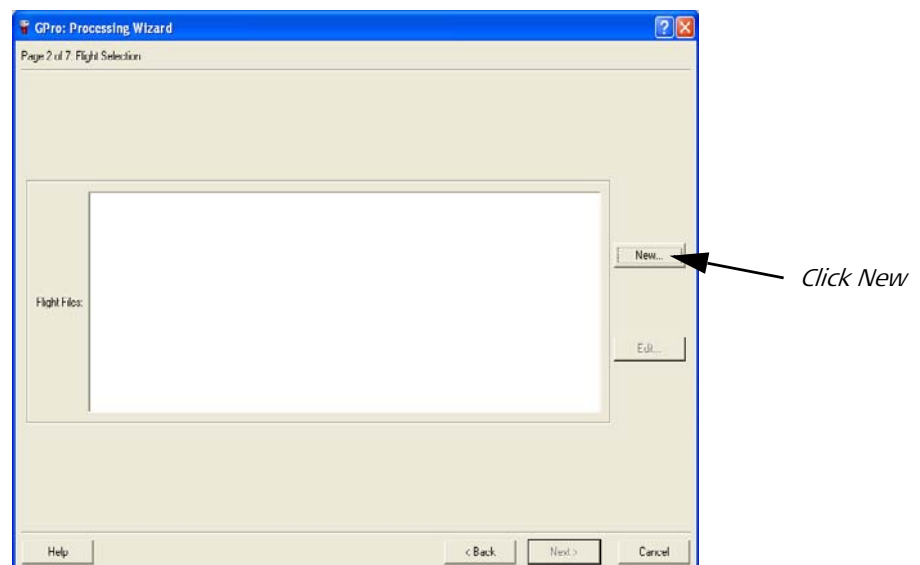 GPro: Processing Wizard
Page 2 of 7. Flight Selection
New...
Click New
Flight Files:
Edit...
Help
< Back
Next >
Cancel